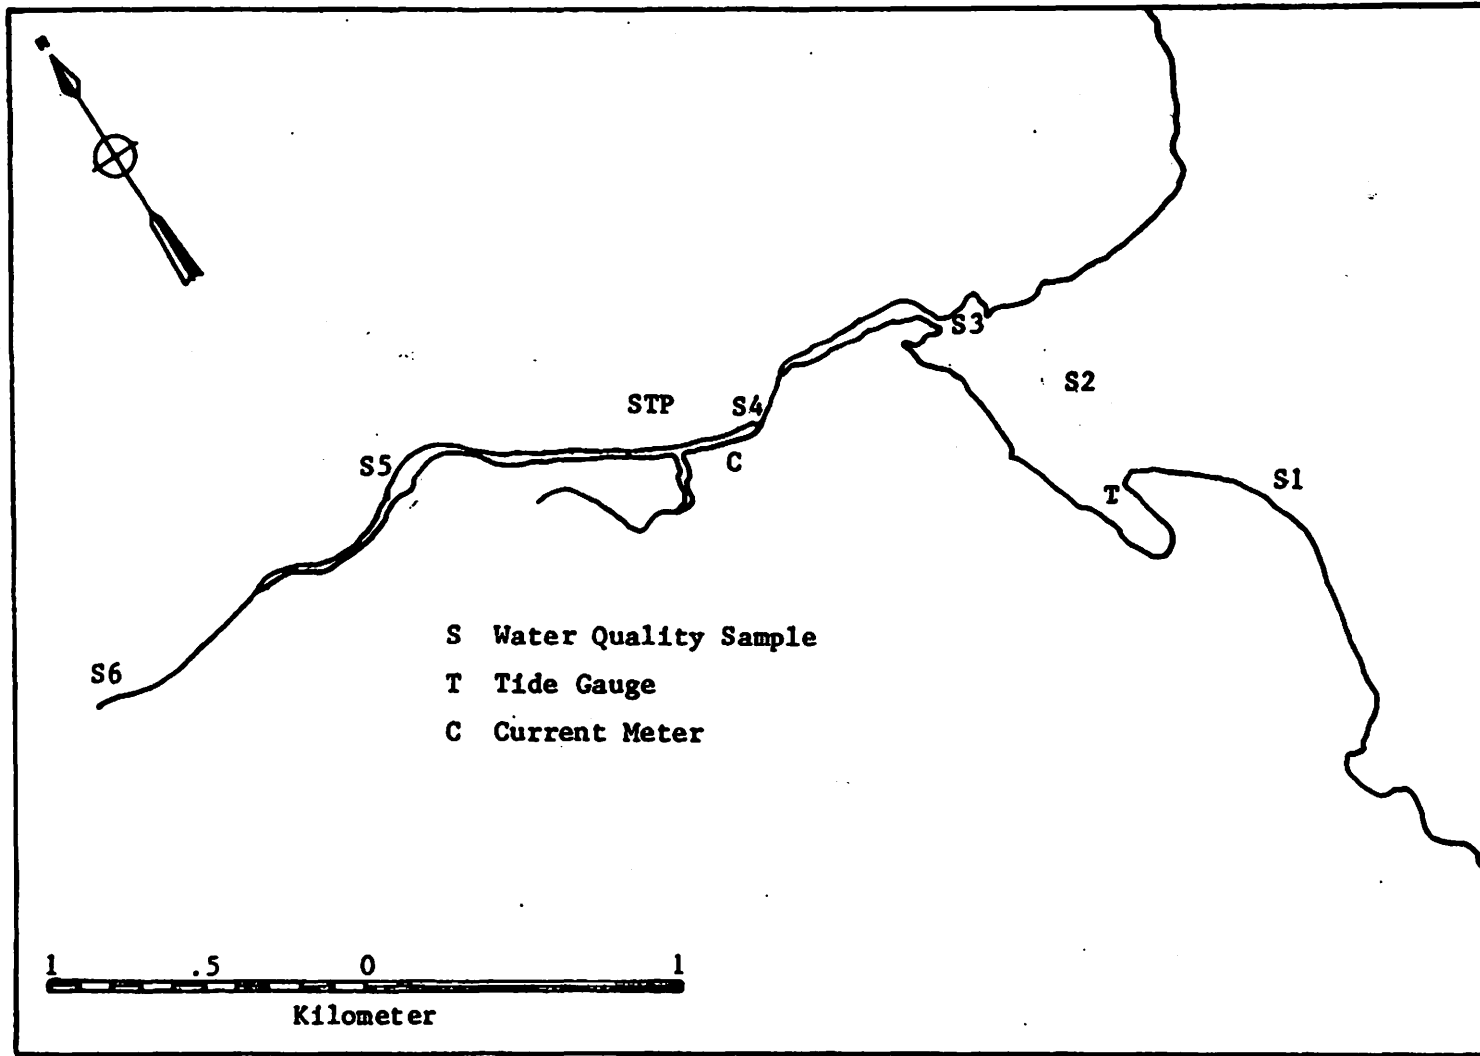 S3
S2
STP S4
S5 C
T S1
S Water Quality Sample
S6
T Tide Gauge
C Current Meter
1 .5 0 1
Kilometer